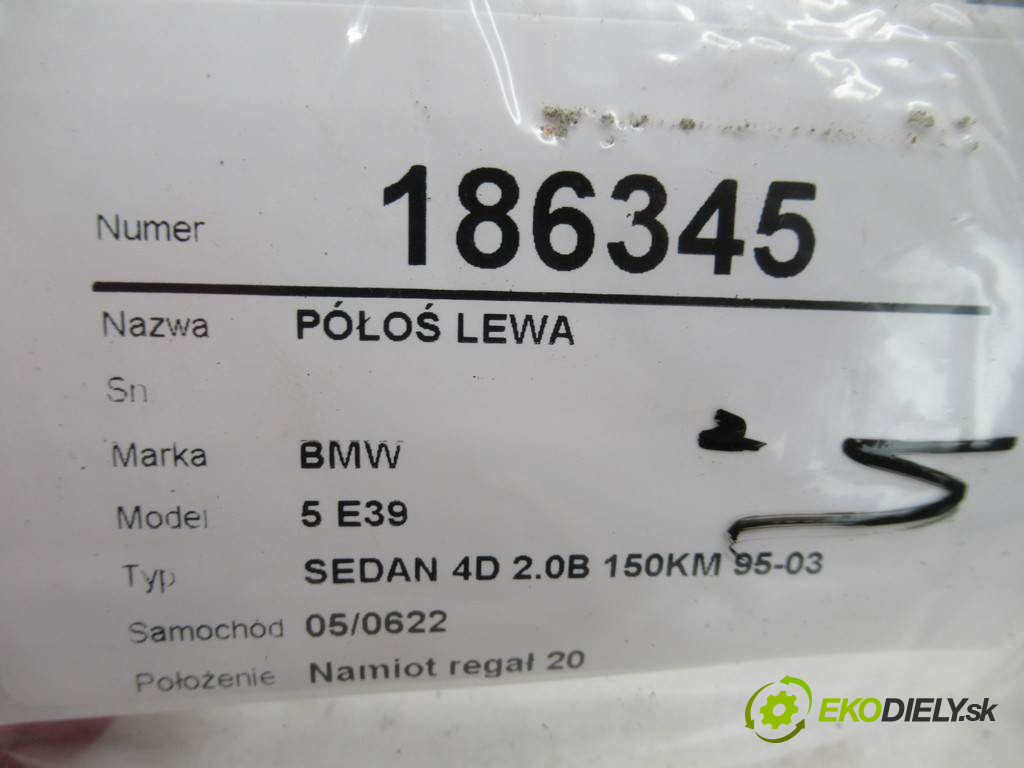 Numer 186345
Nazwa PÓŁOŚ LEWA
Sn
Marka BMW
Model 5 E39
Typ SEDAN 4D 2.0B 150KM 95-03
Samochód 05/0622
Położenie Namiot regał 20
EKODIELY.sk